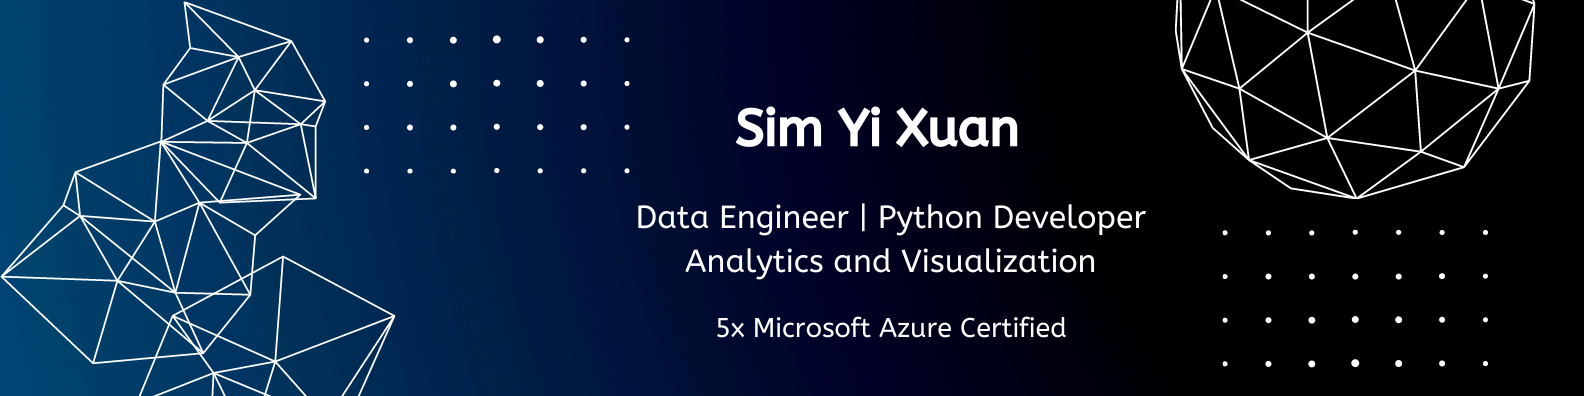 Sim Yi Xuan
Data Engineer | Python Developer
Analytics and Visualization
5x Microsoft Azure Certified